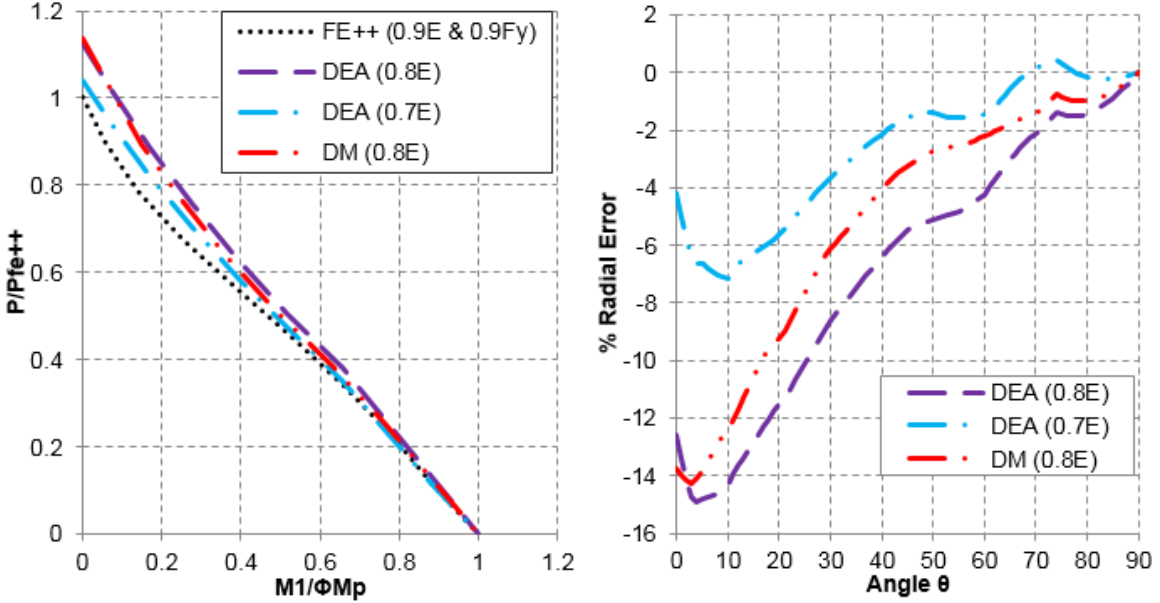 1.2
1
0.8
0.6
0.4
0.2
0
P/Pfe++
FE++ (0.9E & 0.9Fy)
DEA (0.8E)
DEA (0.7E)
DM (0.8E)
0 0.2 0.4 0.6 0.8 1 1.2
M1/ΦMp
2
0
-2
-4
-6
-8
-10
-12
-14
-16
% Radial Error
DEA (0.8E)
DEA (0.7E)
DM (0.8E)
0 10 20 30 40 50 60 70 80 90
Angle θ